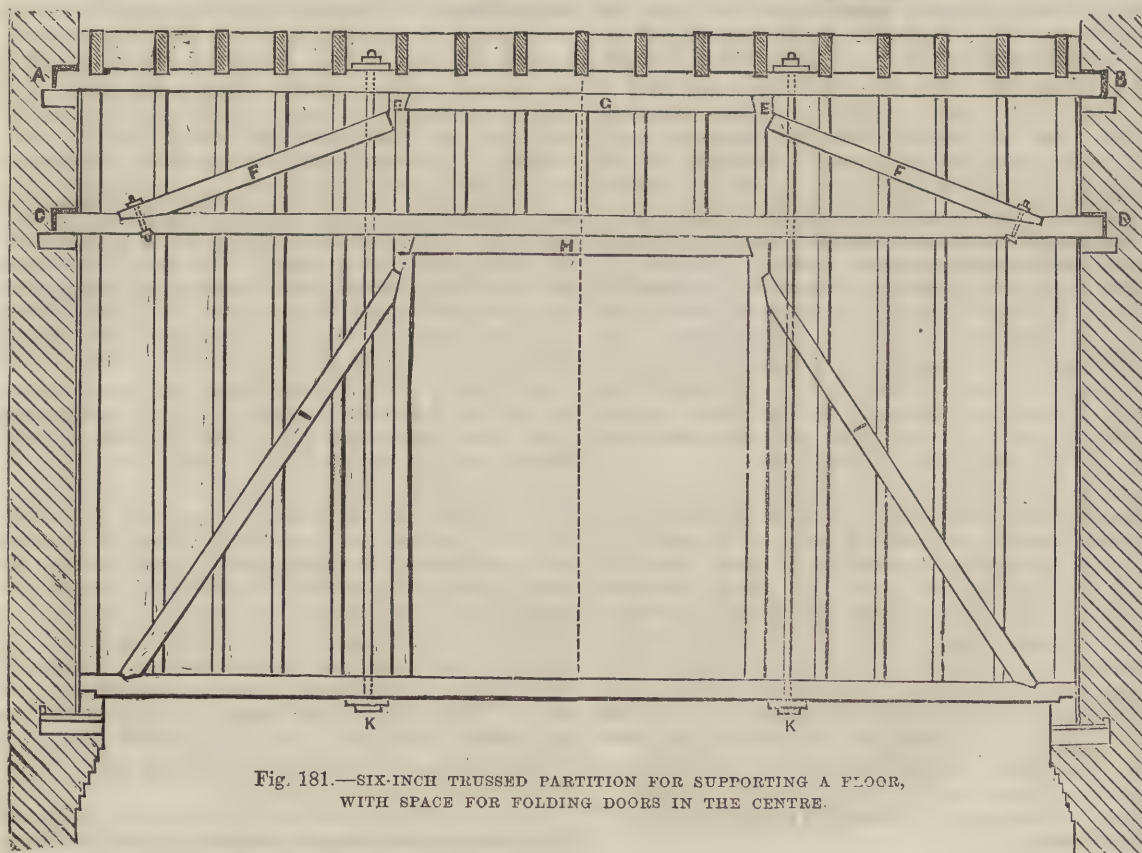 A
B
E
G
E
F
F
C
D
H
I
I
K
K
Fig. 181.—SIX-INCH TRUSSED PARTITION FOR SUPPORTING A FLOOR,
WITH SPACE FOR FOLDING DOORS IN THE CENTRE.